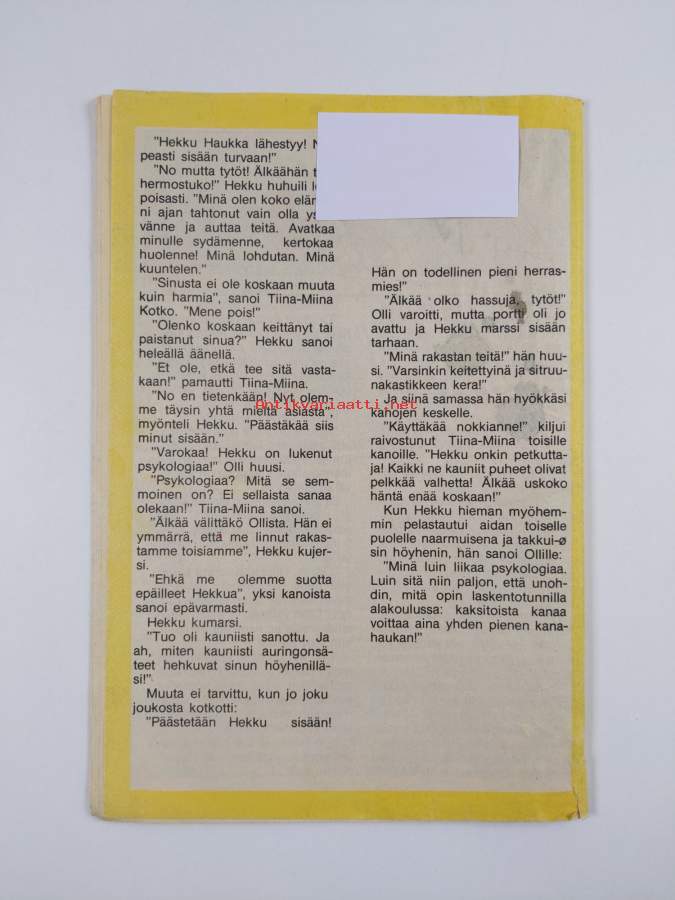 "Hekku Haukka lähestyy!
peasti sisään turvaan!"
"No mutta tytöt! Älkäähän
hermostuko!" Hekku huhuili
poisasti. "Minä olen koko
ni ajan tahtonut vain olla
vänne ja auttaa teitä. Avatkaa
minulle sydämenne, kertokaa
huolenne! Minä lohdutan. Minä
kuuntelen."
"Sinusta ei ole koskaan muuta
kuin harmia", sanoi Tiina-Miina
Kotko. "Mene pois!"
"Olenko koskaan keittänyt tai
paistanut sinua?" Hekku sanoi
heleällä äänellä.
"Et ole, etkä tee sitä vasta-
kaan!" pamautti Tiina-Miina.
"No en tietenkään! Nyt olem-
me täysin yhtä mieltä asiasta",
myönteli Hekku. "Päästäkää siis
minut sisään."
"Varokaa! Hekku on lukenut
psykologiaa!" Olli huusi.
"Psykologiaa? Mitä se sem-
moinen on? Ei sellaista sanaa
olekaan!" Tiina-Miina sanoi.
"Älkää välittäkö Ollista. Hän ei
ymmärrä, että me linnut rakas-
tamme toisiamme", Hekku kujer-
si.
"Ehkä me olemme suotta
epäilleet Hekkua", yksi kanoista
sanoi epävarmasti.
Hekku kumarsi.
"Tuo oli kauniisti sanottu. Ja
ah, miten kauniisti auringonsä-
teet hehkuvat sinun höyhenillä-
si!"
Muuta ei tarvittu, kun jo joku
joukosta kotkotti:
"Päästetään Hekku sisään!
Hän on todellinen pieni herras-
mies!"
"Älkää olko hassuja, tytöt!"
Olli varoitti, mutta portti oli jo
avattu ja Hekku marssi sisään
tarhaan.
"Minä rakastan teitä!" hän huu-
si. "Varsinkin keitettyinä ja sitruu-
nakastikkeen kera!"
Ja siinä samassa hän hyökkäsi
kanojen keskelle.
"Käyttäkää nokkianne!" kiljui
raivostunut Tiina-Miina toisille
kanoille. "Hekku onkin petkutta-
ja! Kaikki ne kauniit puheet olivat
pelkkää valhetta! Älkää uskoko
häntä enää koskaan!"
Kun Hekku hieman myöhem-
min pelastautui aidan toiselle
puolelle naarmuisena ja takkui-ø
sin höyhenin, hän sanoi Ollille:
"Minä luin liikaa psykologiaa.
Luin sitä niin paljon, että unoh-
din, mitä opin laskentotunnilla
alakoulussa: kaksitoista kanaa
voittaa aina yhden pienen kana-
haukan!"
Antikvariaatti.net